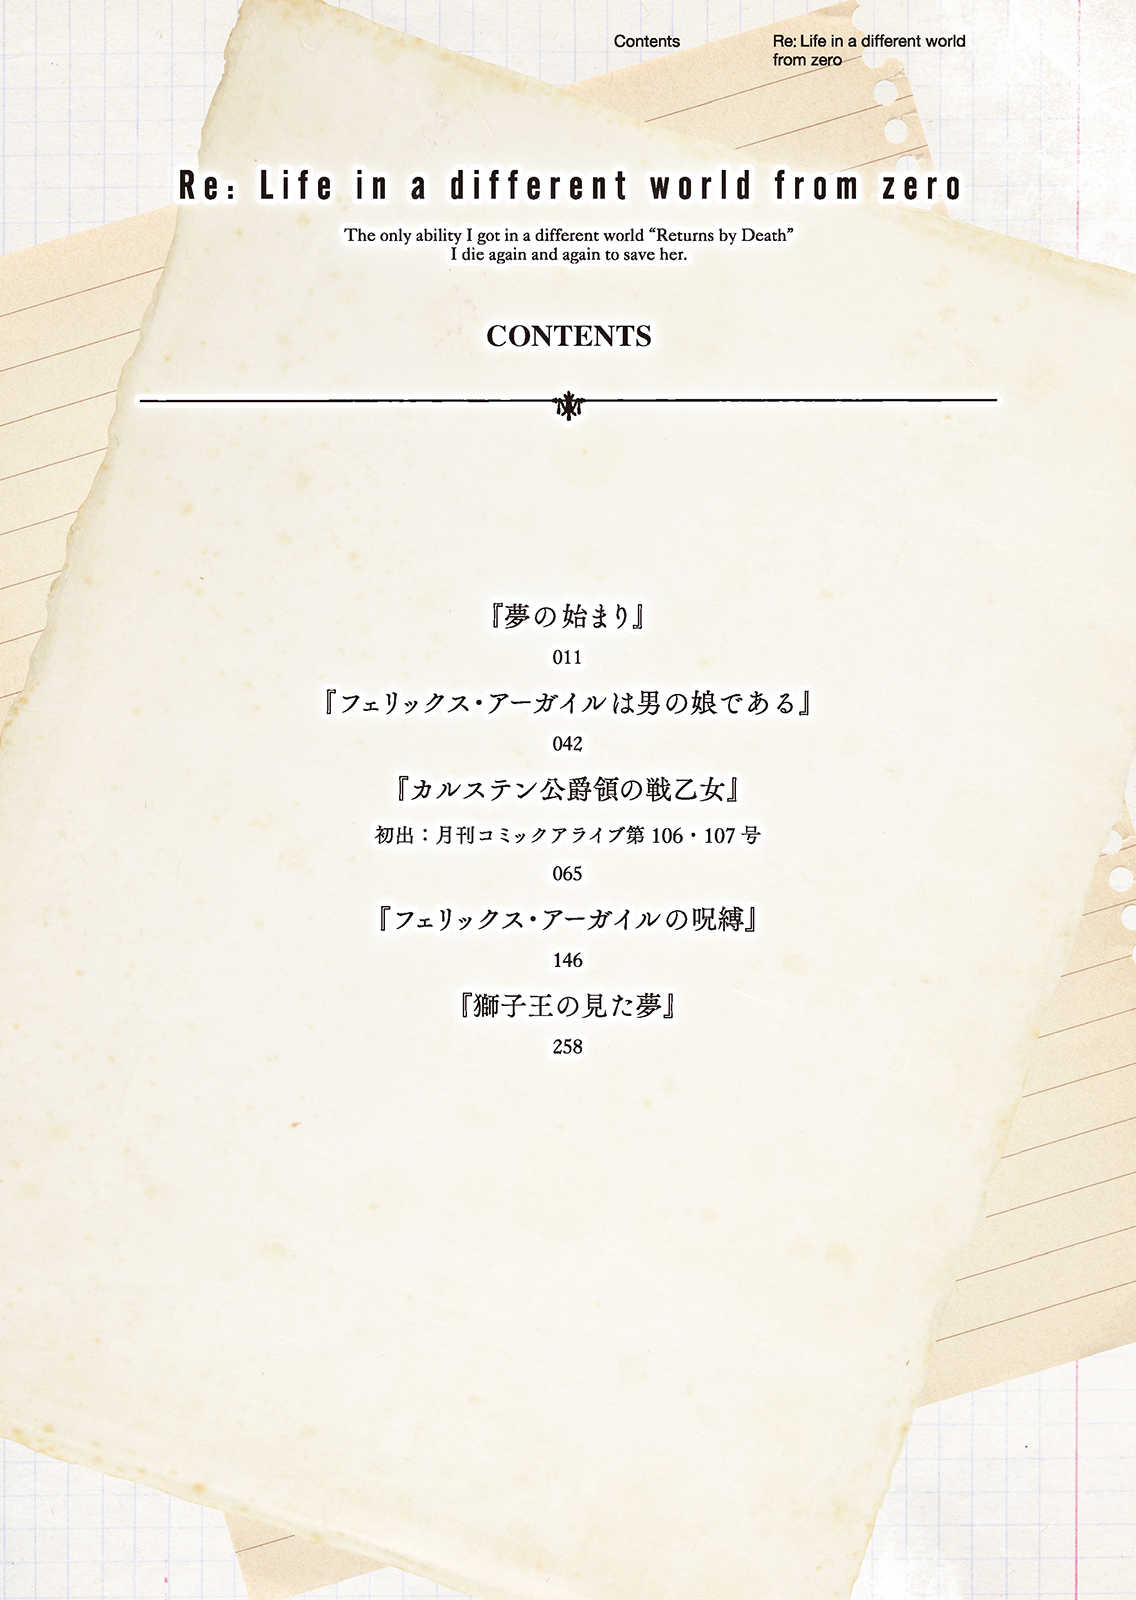 Contents
Re: Life in a different world
from zero
Re: Life in a different world from zero
The only ability I got in a different world “Returns by Death”
I die again and again to save her.
CONTENTS
『夢の始まり』
011
『フェリックス・アーガイルは男の娘である』
042
『カルステン公爵領の戦乙女』
初出：月刊コミックアライブ第 106・107 号
065
『フェリックス・アーガイルの呪縛』
146
『獅子王の見た夢』
258